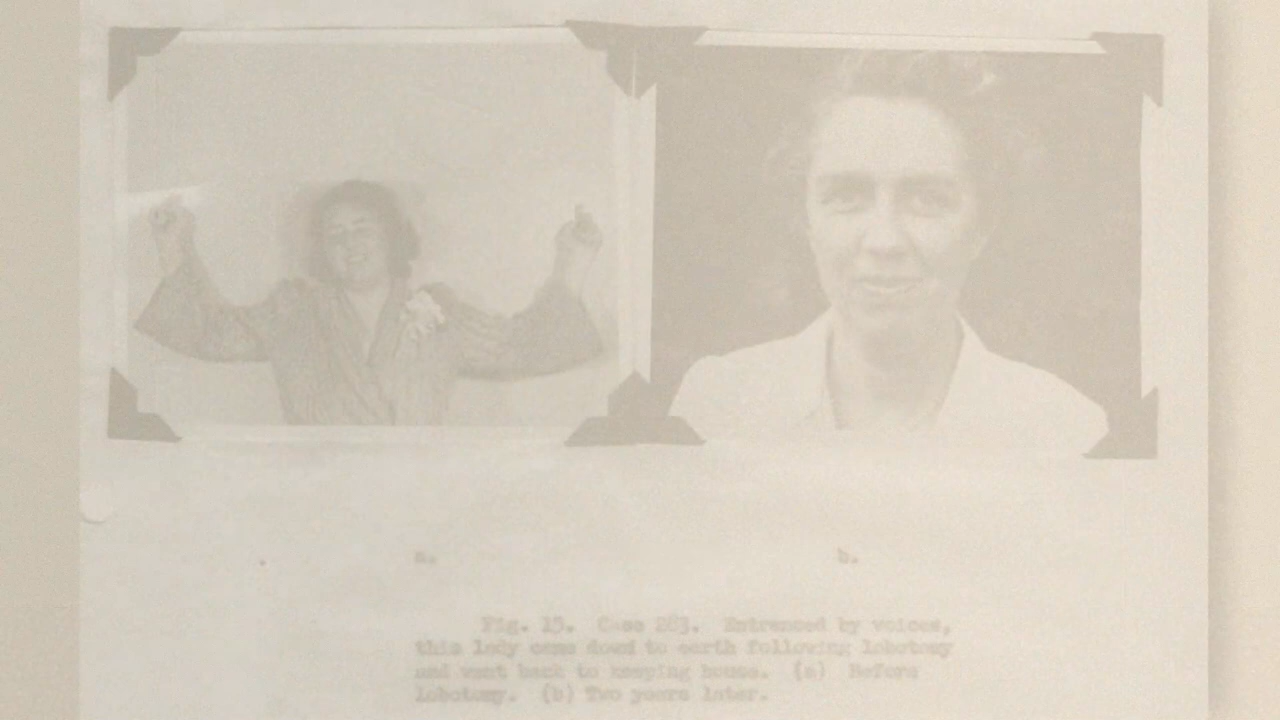 a.
b.
Fig. 15. Case 283. Entranced by voices,
this lady came down to earth following lobotomy
and went back to keeping house. (a) Before
lobotomy. (b) Two years later.